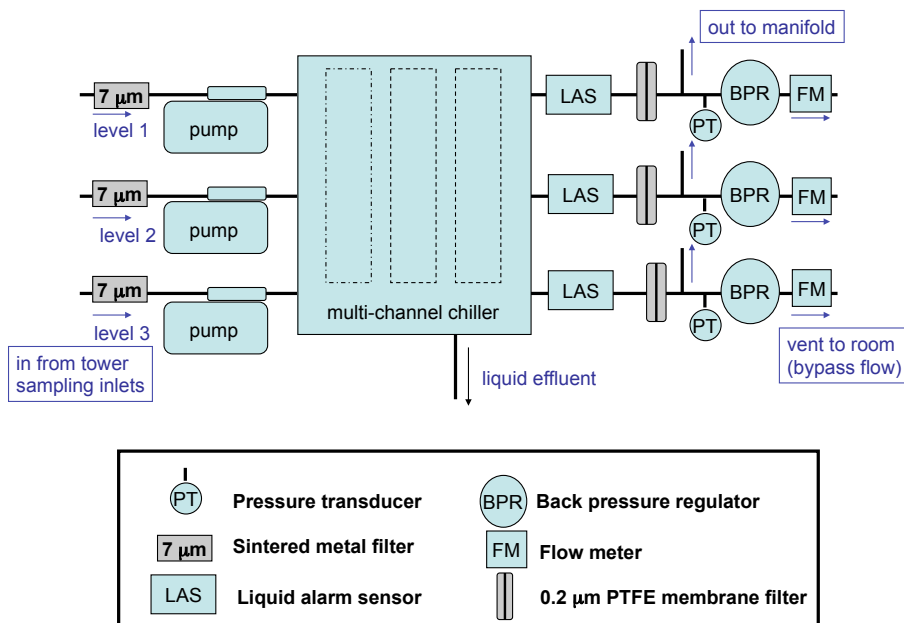 out to manifold
7 μm
level 1
pump
LAS
PT
BPR
FM
7 μm
level 2
pump
LAS
PT
BPR
FM
7 μm
level 3
pump
multi-channel chiller
LAS
PT
BPR
FM
in from tower
sampling inlets
liquid effluent
vent to room
(bypass flow)
PT
Pressure transducer
BPR
Back pressure regulator
7 μm
Sintered metal filter
FM
Flow meter
LAS
Liquid alarm sensor
0.2 μm PTFE membrane filter